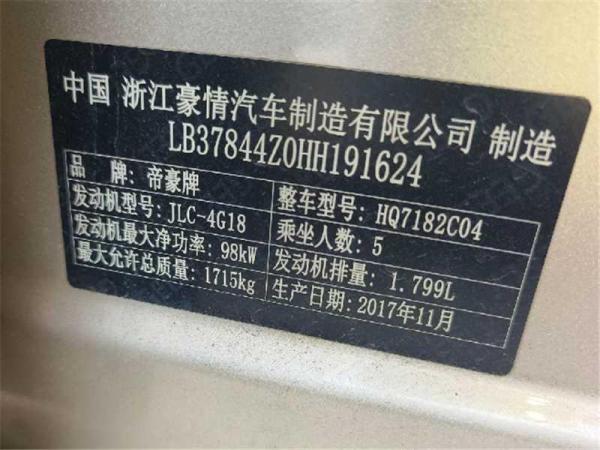 中国 浙江豪情汽车制造有限公司 制造
LB37844Z0HH191624
品 牌: 帝豪牌
整车型号: HQ7182C04
发动机型号: JLC-4G18
乘坐人数: 5
发动机最大净功率: 98kW
发动机排量: 1.799L
最大允许总质量: 1715kg
生产日期: 2017年11月